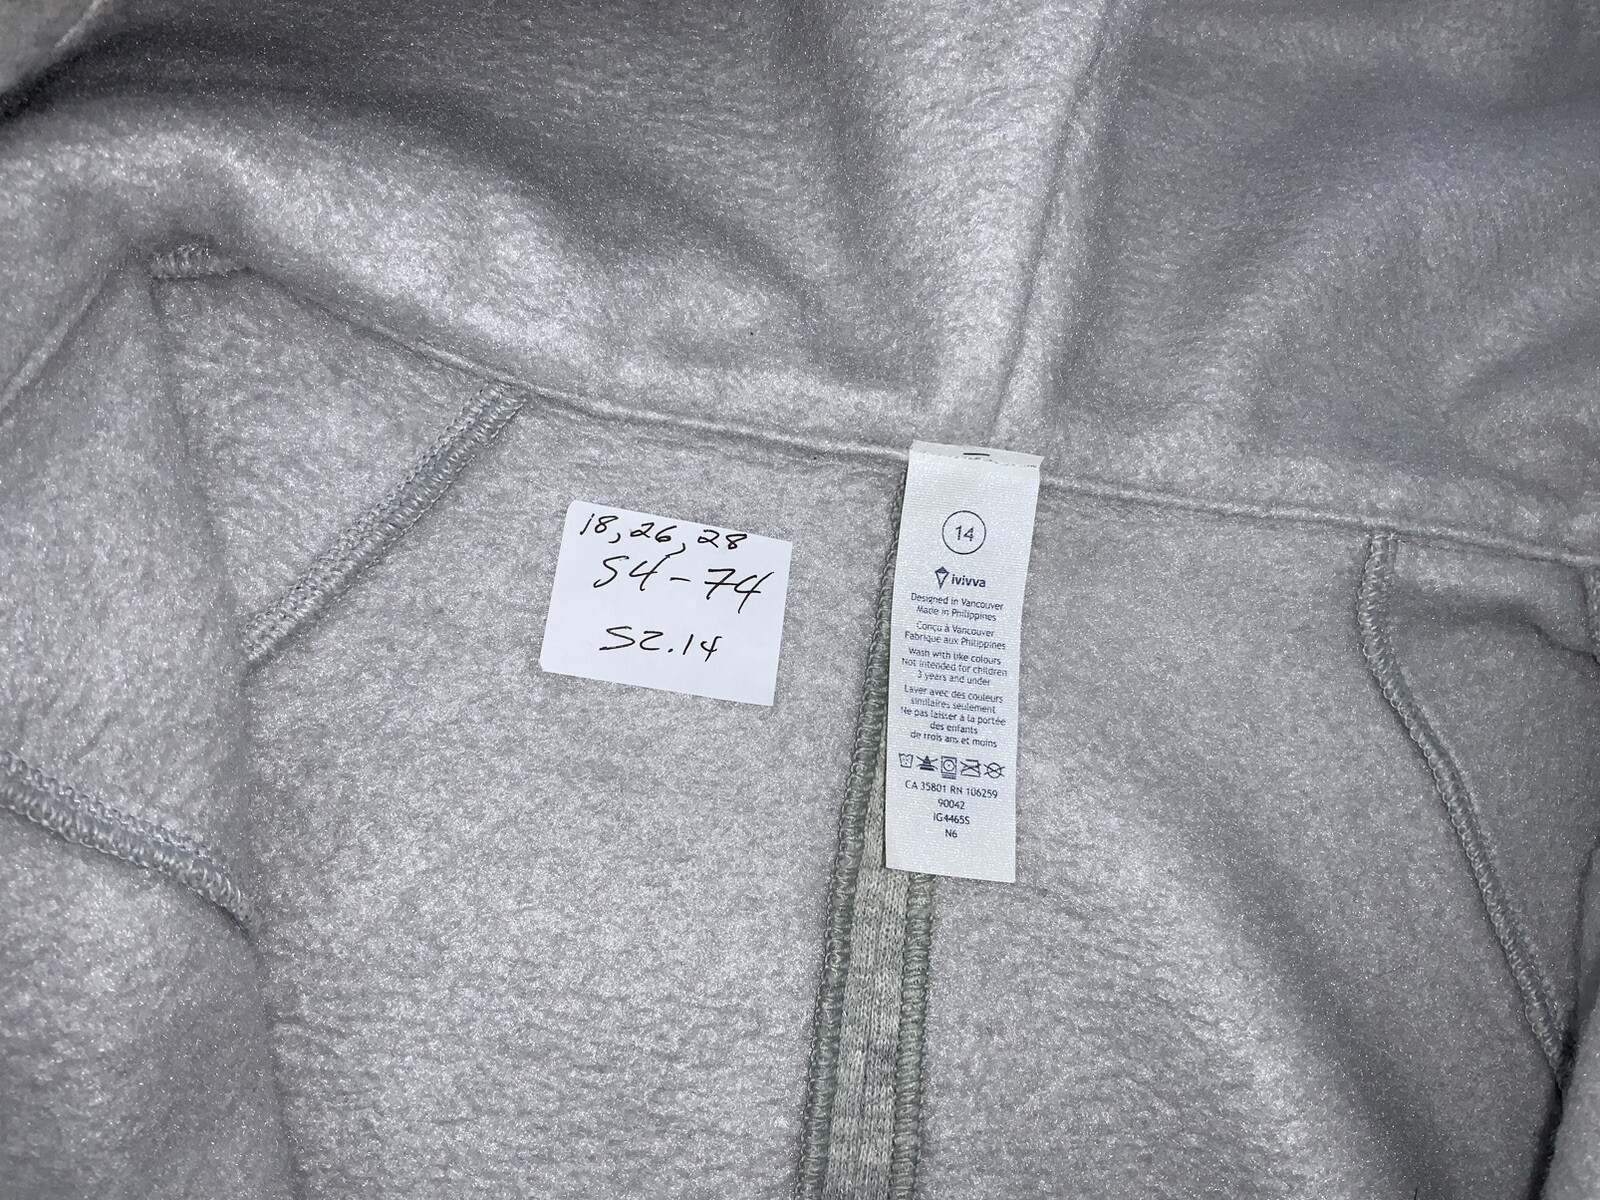 18, 26, 28
S4-74
SZ.14
14
ivivva
Designed in Vancouver
Made in Philippines
Conçu à Vancouver
Fabriqué aux Philippines
Wash with like colours
Not intended for children
3 years and under
Laver avec des couleurs
similaires seulement
Ne pas laisser à la portée
des enfants
de trois ans et moins
CA 35801 RN 106259
90042
IG4465S
N6